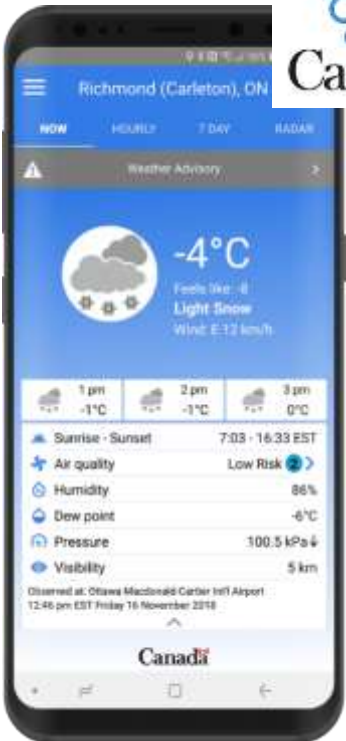 Ca
Richmond (Carleton), ON
NOW HOURLY 7 DAY RADAR
Weather Advisory >
-4°C
Feels like -8
Light Snow
Wind: E 12 km/h
1 pm 2 pm 3 pm
-1°C -1°C 0°C
Sunrise - Sunset 7:03 - 16:33 EST
Air quality Low Risk 2 >
Humidity 86%
Dew point -6°C
Pressure 100.5 kPa↓
Visibility 5 km
Observed at: Ottawa Macdonald-Cartier Int'l Airport
12:46 pm EST Friday 16 November 2018
Canada